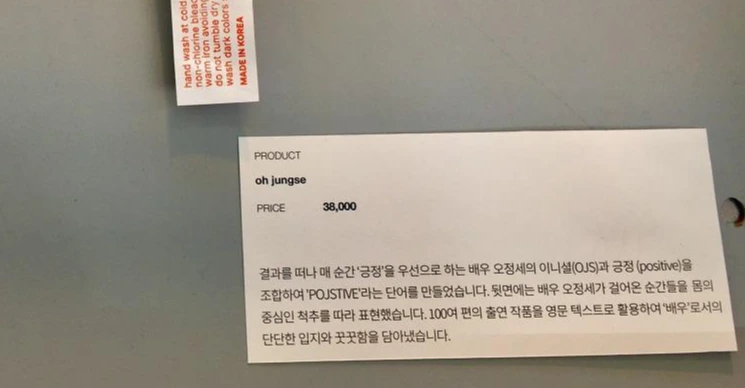 hand wash at cold
non-chlorine bleac
warm iron avoiding
do not tumble dry
wash dark colors
MADE IN KOREA
PRODUCT
oh jungse
PRICE 38,000
결과를 떠나 매 순간 '긍정'을 우선으로 하는 배우 오정세의 이니셜(OJS)과 긍정 (positive)을
조합하여 'POJSTIVE'라는 단어를 만들었습니다. 뒷면에는 배우 오정세가 걸어온 순간들을 몸의
중심인 척추를 따라 표현했습니다. 100여 편의 출연 작품을 영문 텍스트로 활용하여 '배우'로서의
단단한 입지와 꿋꿋함을 담아냈습니다.